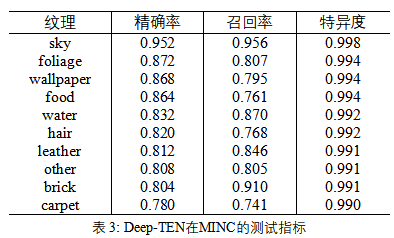 纹理 精确率 召回率 特异度
sky 0.952 0.956 0.998
foliage 0.872 0.807 0.994
wallpaper 0.868 0.795 0.994
food 0.864 0.761 0.994
water 0.832 0.870 0.992
hair 0.820 0.768 0.992
leather 0.812 0.846 0.991
other 0.808 0.805 0.991
brick 0.804 0.910 0.991
carpet 0.780 0.741 0.990
表 3: Deep-TEN在MINC的测试指标